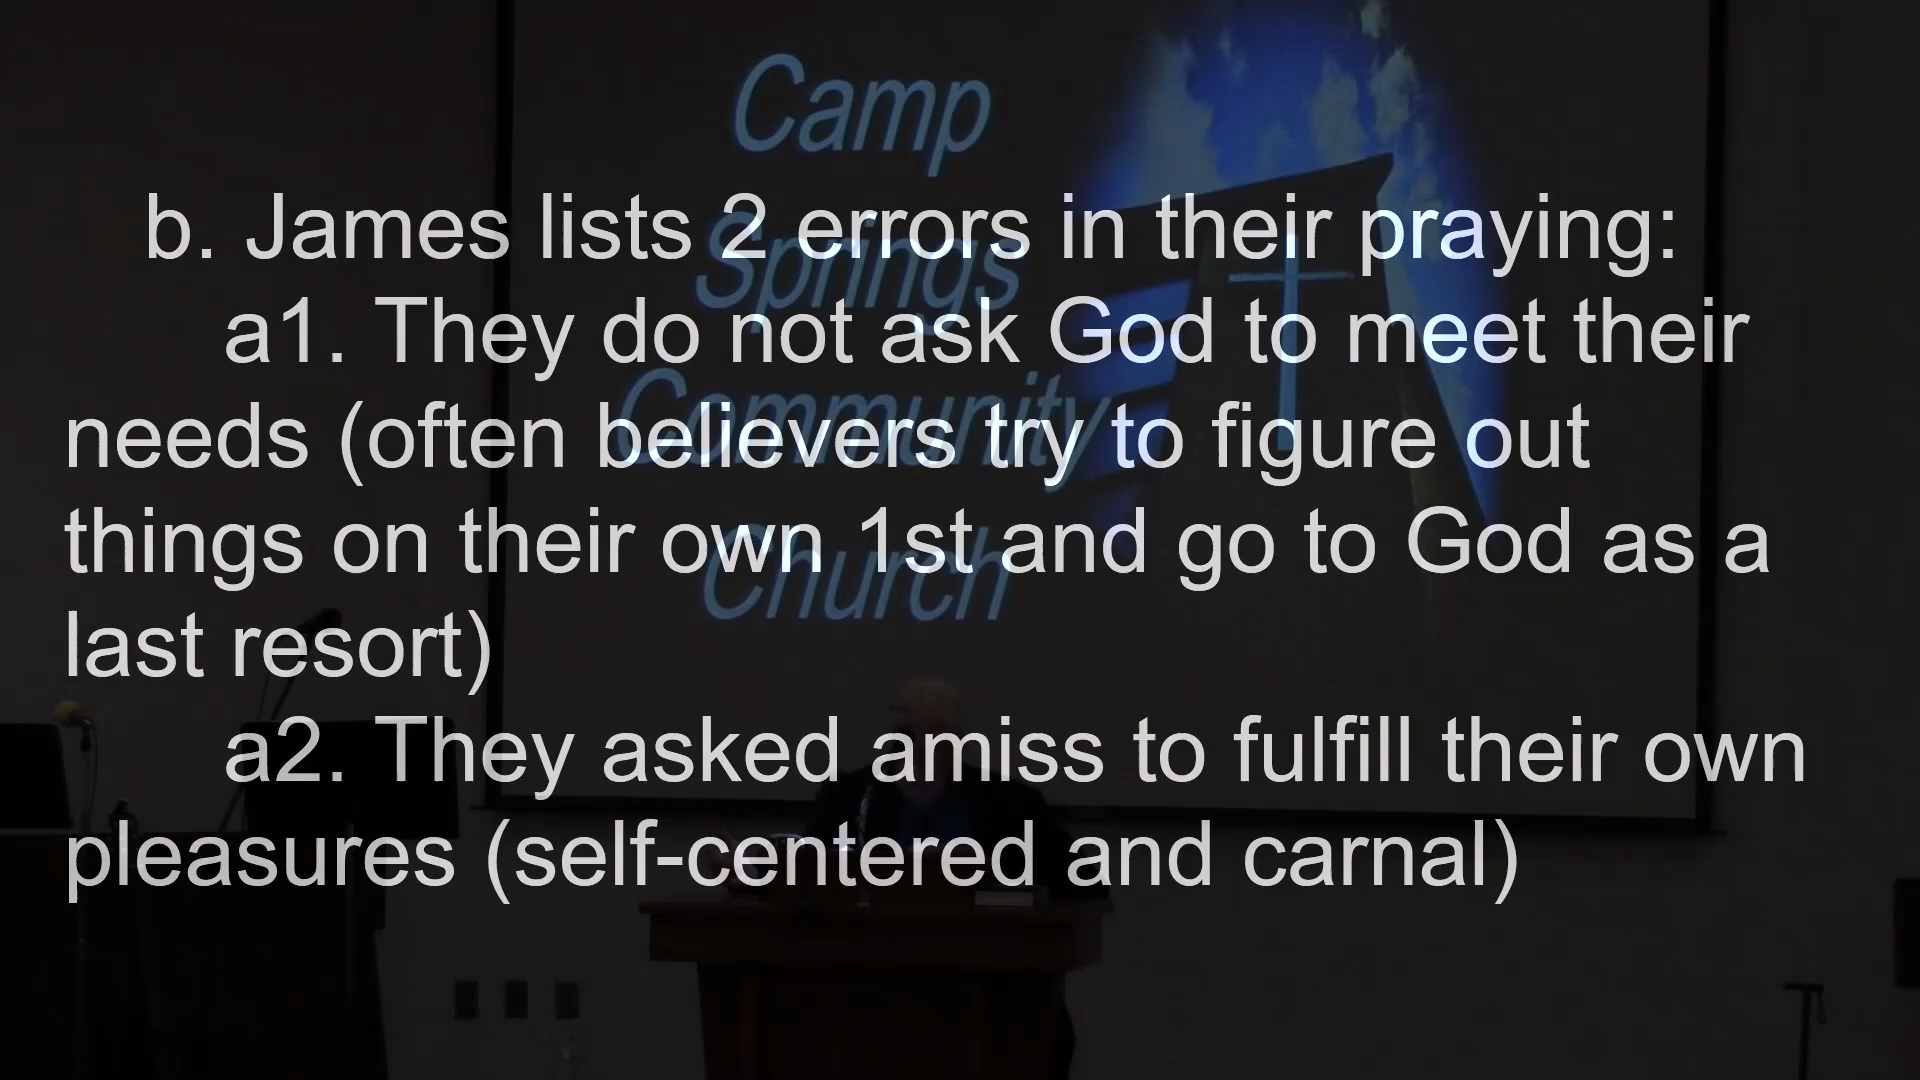 Camp
Springs
Community
Church
b. James lists 2 errors in their praying:
a1. They do not ask God to meet their
needs (often believers try to figure out
things on their own 1st and go to God as a
last resort)
a2. They asked amiss to fulfill their own
pleasures (self-centered and carnal)